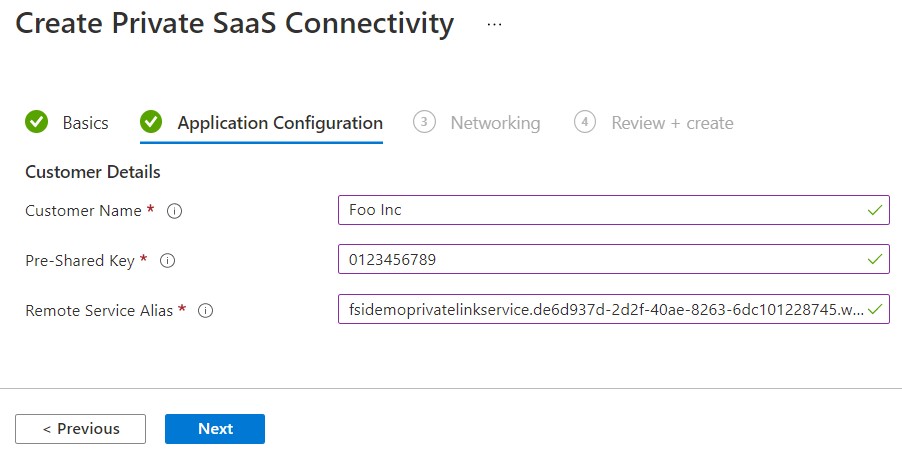 Create Private SaaS Connectivity ...
Basics Application Configuration 3 Networking 4 Review + create
Customer Details
Customer Name * Foo Inc
Pre-Shared Key * 0123456789
Remote Service Alias * fsidemoprivatelinkservice.de6d937d-2d2f-40ae-8263-6dc101228745.w...
< Previous Next